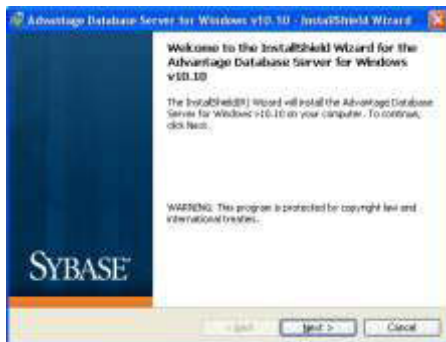 Advantage Database Server for Windows v10.10 - InstallShield Wizard
Welcome to the InstallShield Wizard for the
Advantage Database Server for Windows
v10.10
The InstallShield(R) Wizard will install the Advantage Database
Server for Windows v10.10 on your computer. To continue,
click Next.
WARNING: This program is protected by copyright law and
international treaties.
SYBASE
< Back
Next >
Cancel